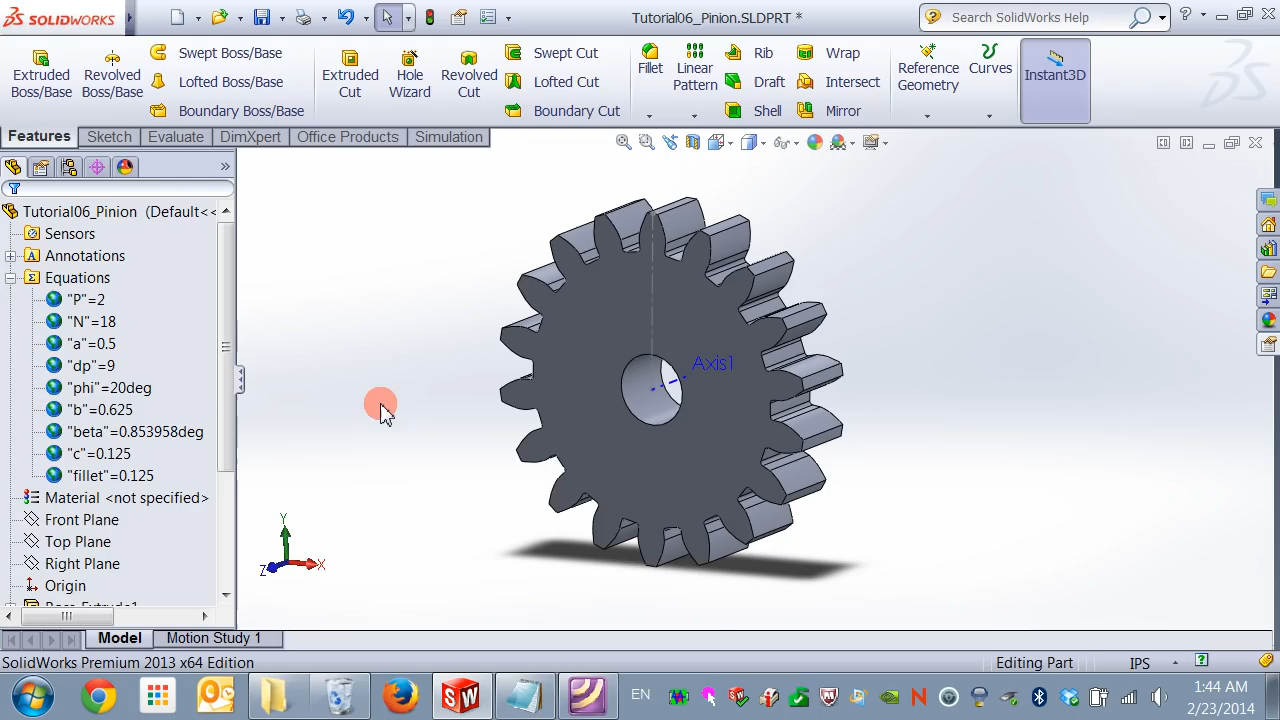 SOLIDWORKS
Tutorial06_Pinion.SLDPRT *
Search SolidWorks Help
Extruded Boss/Base
Revolved Boss/Base
Swept Boss/Base
Lofted Boss/Base
Boundary Boss/Base
Extruded Cut
Hole Wizard
Revolved Cut
Swept Cut
Lofted Cut
Boundary Cut
Fillet
Linear Pattern
Rib
Draft
Shell
Wrap
Intersect
Mirror
Reference Geometry
Curves
Instant3D
Features
Sketch
Evaluate
DimXpert
Office Products
Simulation
Tutorial06_Pinion (Default<<
Sensors
Annotations
Equations
"P"=2
"N"=18
"a"=0.5
"dp"=9
"phi"=20deg
"b"=0.625
"beta"=0.853958deg
"c"=0.125
"fillet"=0.125
Material <not specified>
Front Plane
Top Plane
Right Plane
Origin
Axis1
Y
X
Z
Model
Motion Study 1
SolidWorks Premium 2013 x64 Edition
Editing Part
IPS
EN
1:44 AM
2/23/2014